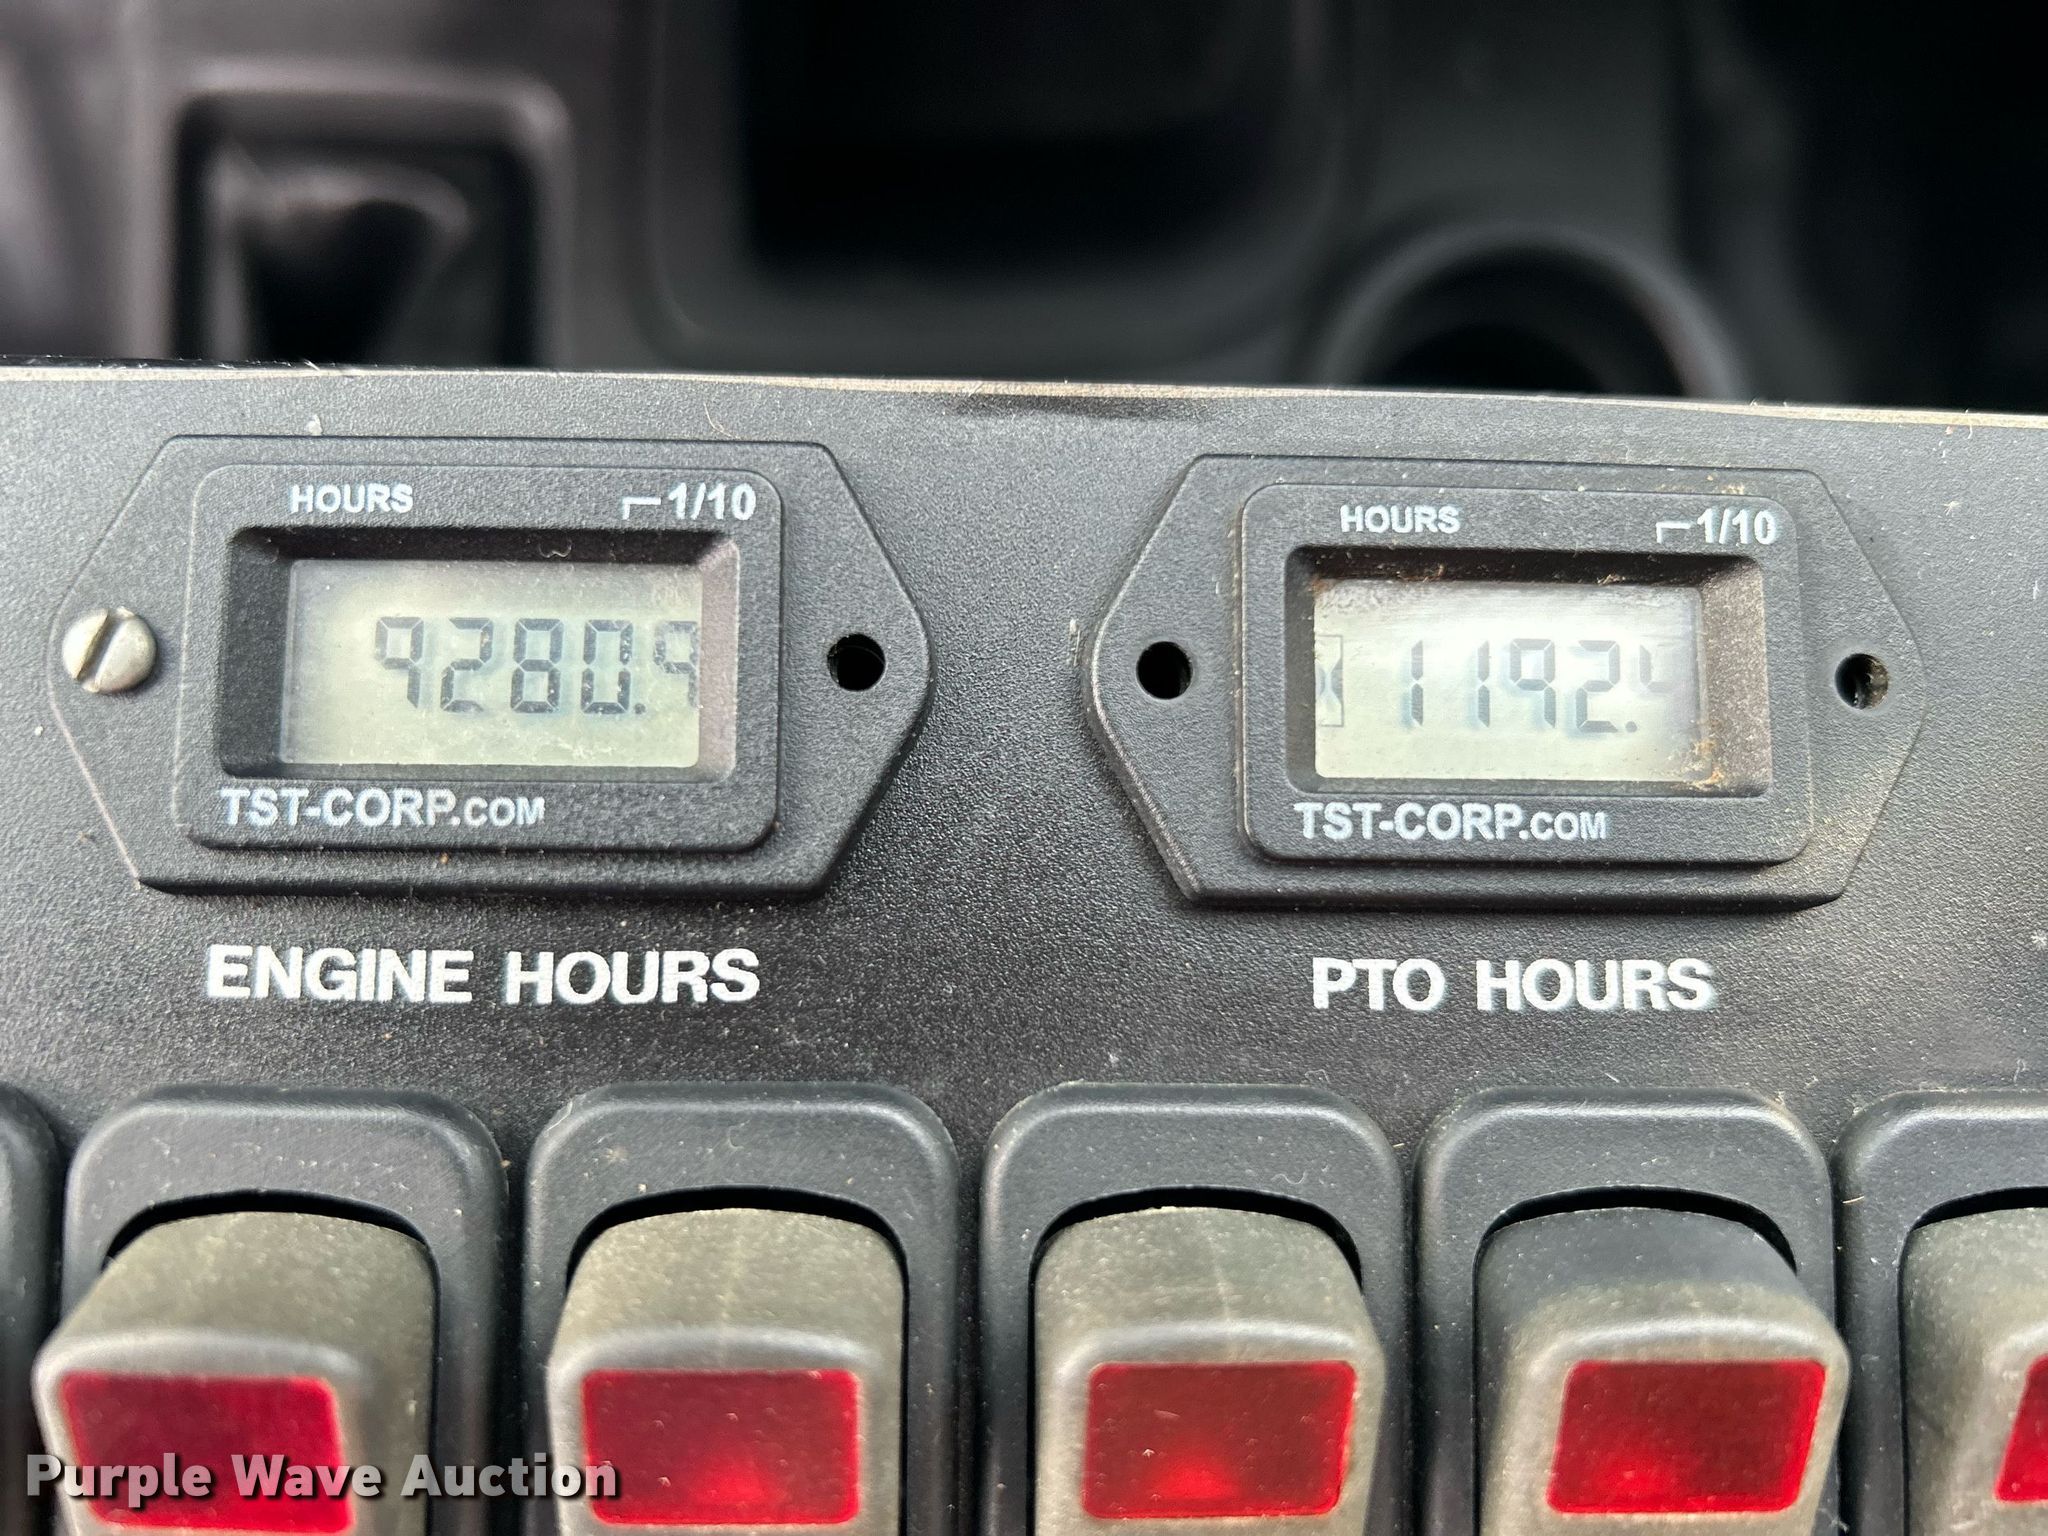 HOURS 1/10
9280.9
TST-CORP.COM
ENGINE HOURS
HOURS 1/10
1192.
TST-CORP.COM
PTO HOURS
Purple Wave Auction